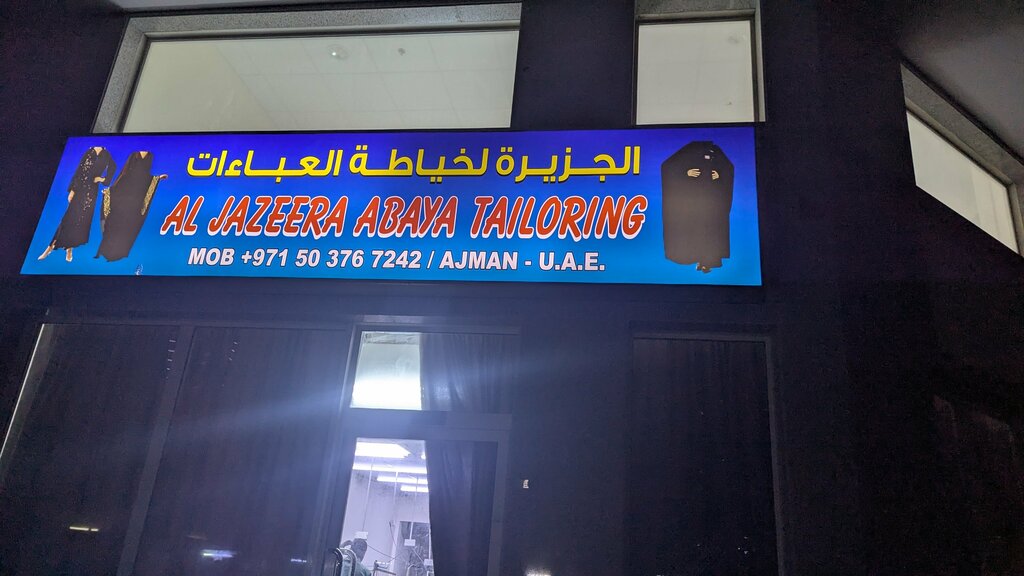 الجزيرة لخياطة العباءات
AL JAZEERA ABAYA TAILORING
MOB +971 50 376 7242 / AJMAN - U.A.E.